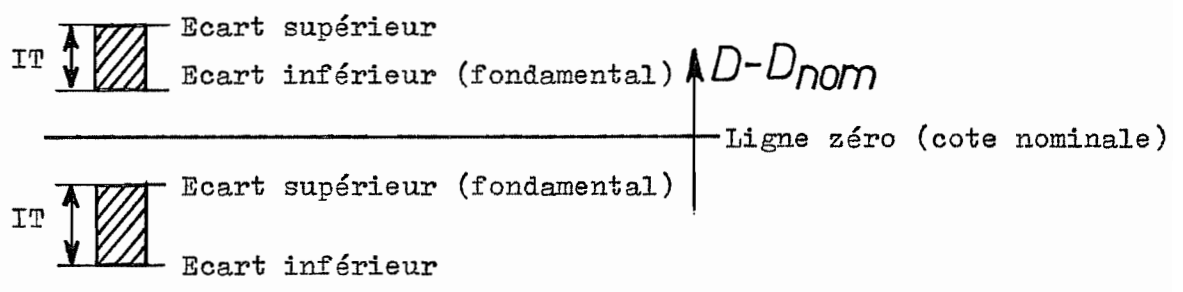 Ecart supérieur
IT
Ecart inférieur (fondamental)
D-Dnom
Ligne zéro (cote nominale)
Ecart supérieur (fondamental)
IT
Ecart inférieur